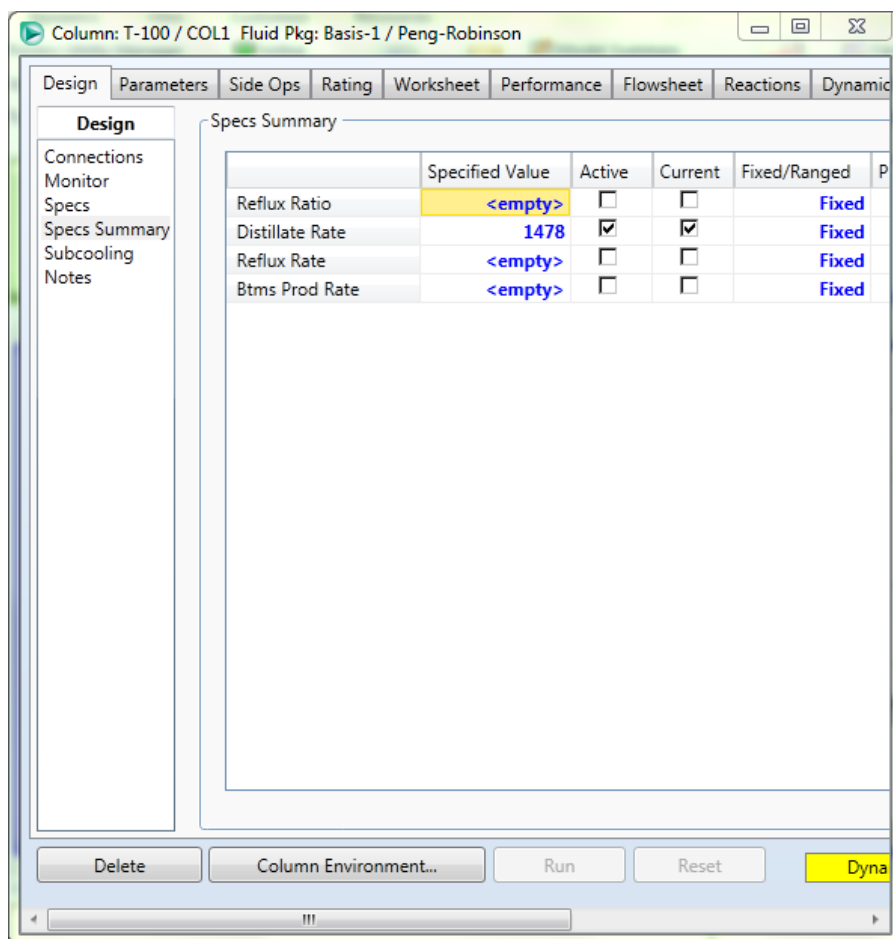 Column: T-100 / COL1 Fluid Pkg: Basis-1 / Peng-Robinson
Design Parameters Side Ops Rating Worksheet Performance Flowsheet Reactions Dynamic
Design
Connections
Monitor
Specs
Specs Summary
Subcooling
Notes
Specs Summary
Specified Value Active Current Fixed/Ranged P
Reflux Ratio <empty> Fixed
Distillate Rate 1478 Fixed
Reflux Rate <empty> Fixed
Btms Prod Rate <empty> Fixed
Delete Column Environment... Run Reset Dyna